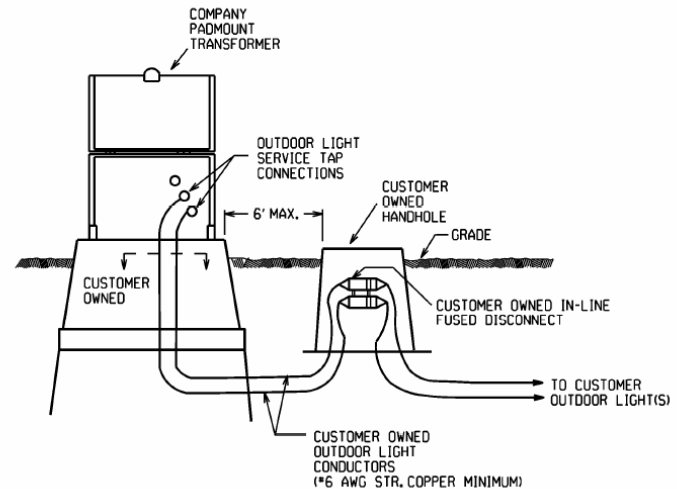 COMPANY
PADMOUNT
TRANSFORMER
OUTDOOR LIGHT
SERVICE TAP
CONNECTIONS
CUSTOMER
OWNED
HANDHOLE
6' MAX.
GRADE
CUSTOMER
OWNED
CUSTOMER OWNED IN-LINE
FUSED DISCONNECT
TO CUSTOMER
OUTDOOR LIGHT(S)
CUSTOMER OWNED
OUTDOOR LIGHT
CONDUCTORS
(#6 AWG STR. COPPER MINIMUM)